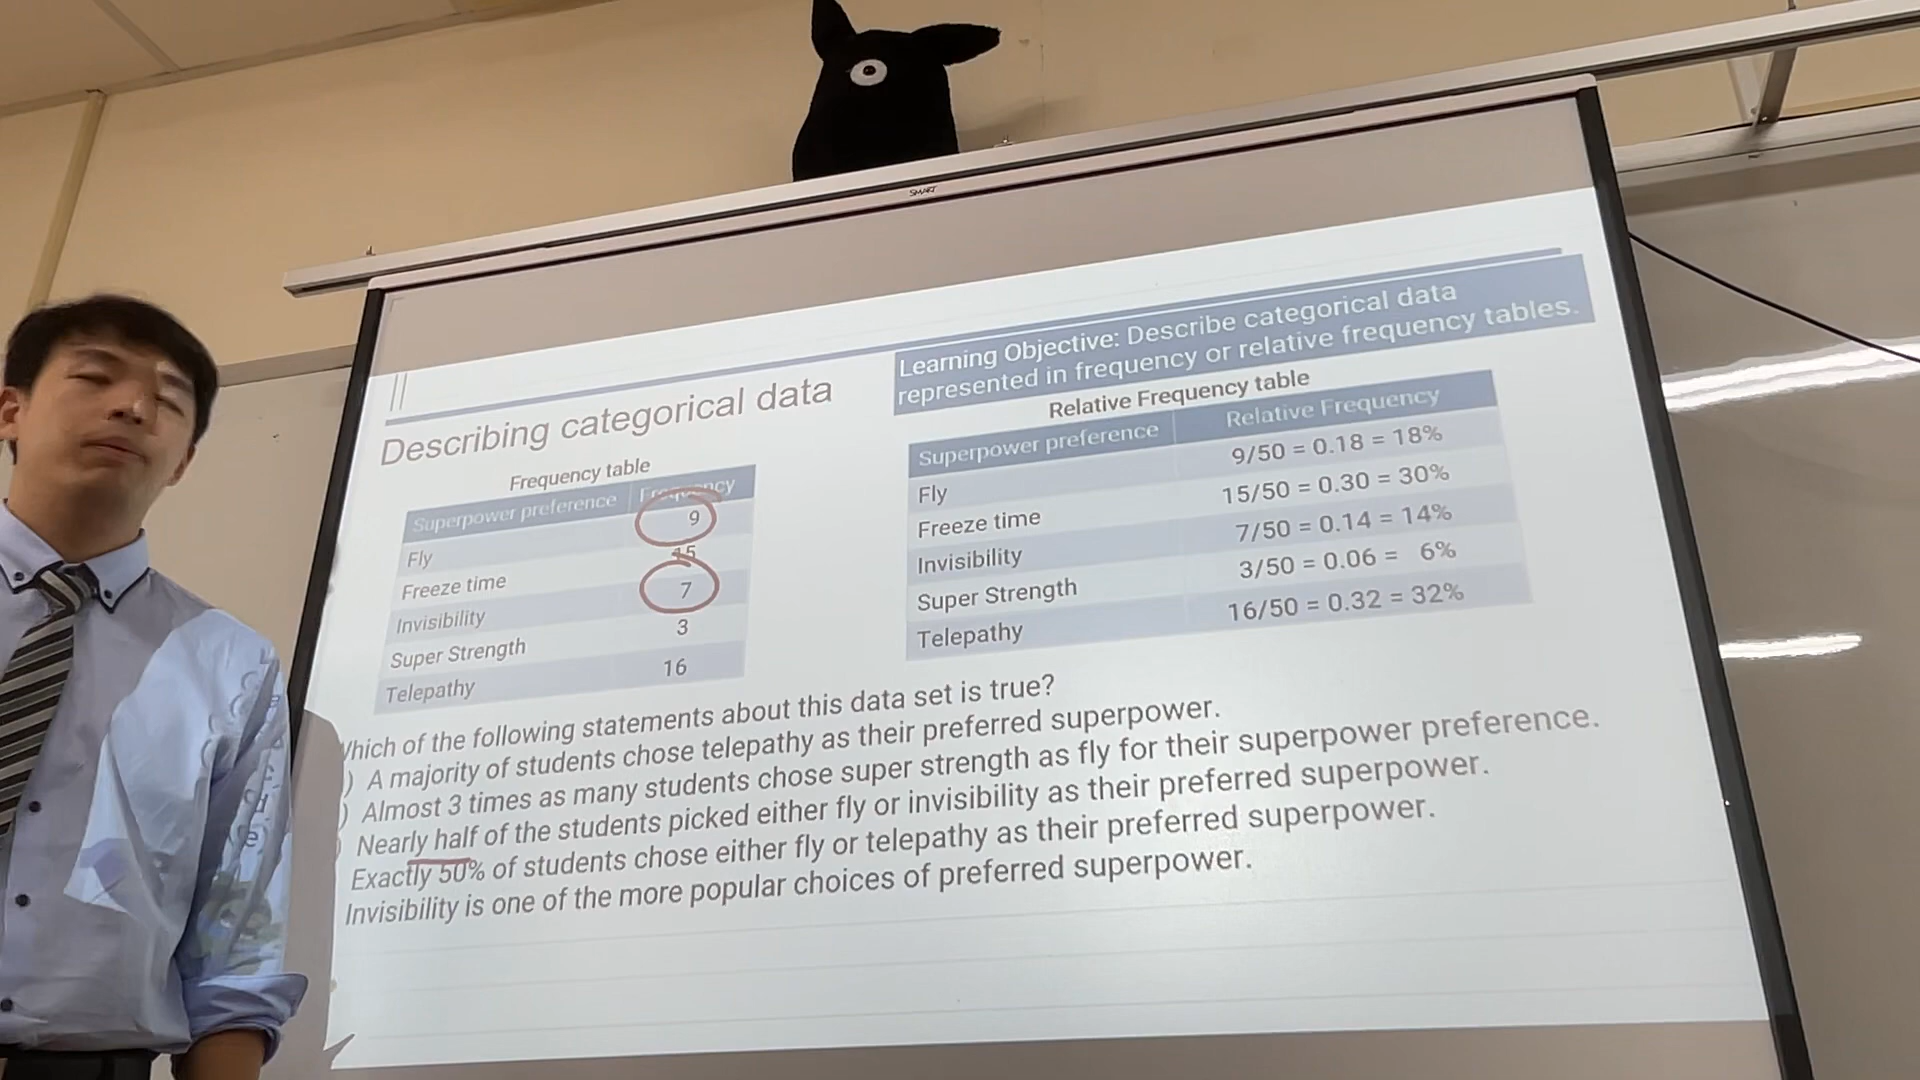 SMART
Learning Objective: Describe categorical data
represented in frequency or relative frequency tables.
Describing categorical data
Frequency table
Superpower preference Frequency
Fly 9
Freeze time 15
Invisibility 7
Super Strength 3
Telepathy 16
Relative Frequency table
Superpower preference Relative Frequency
Fly 9/50 = 0.18 = 18%
Freeze time 15/50 = 0.30 = 30%
Invisibility 7/50 = 0.14 = 14%
Super Strength 3/50 = 0.06 = 6%
Telepathy 16/50 = 0.32 = 32%
hich of the following statements about this data set is true?
) A majority of students chose telepathy as their preferred superpower.
) Almost 3 times as many students chose super strength as fly for their superpower preference.
Nearly half of the students picked either fly or invisibility as their preferred superpower.
Exactly 50% of students chose either fly or telepathy as their preferred superpower.
Invisibility is one of the more popular choices of preferred superpower.